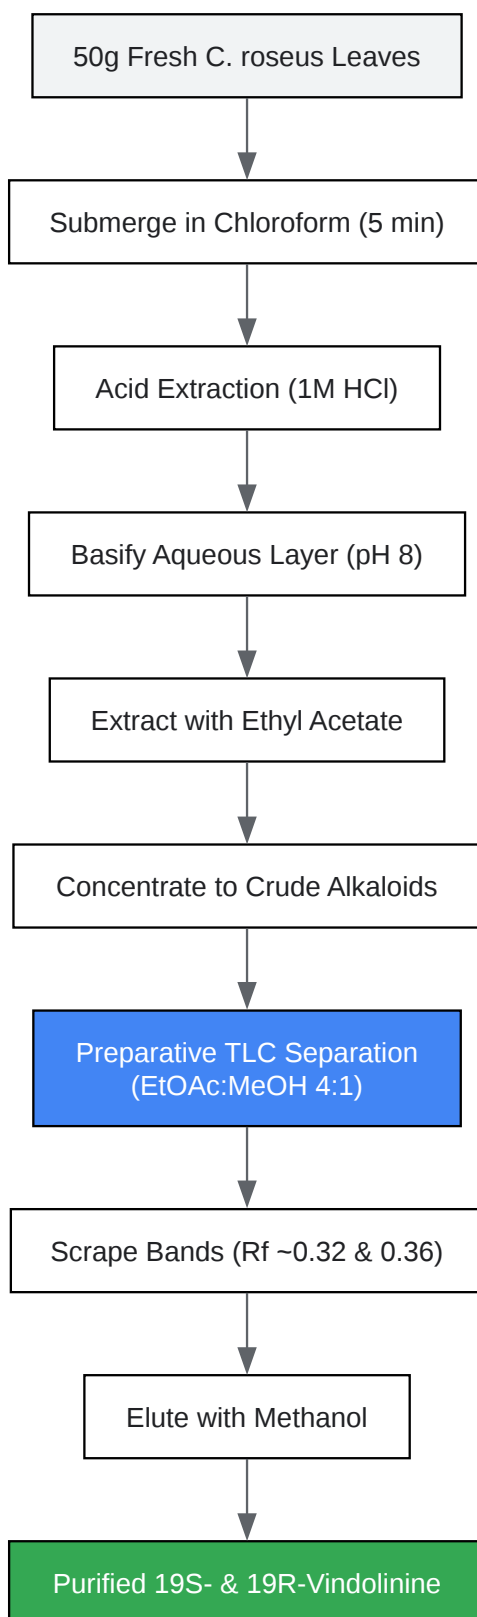 50g Fresh C. roseus Leaves
Submerge in Chloroform (5 min)
Acid Extraction (1M HCl)
Basify Aqueous Layer (pH 8)
Extract with Ethyl Acetate
Concentrate to Crude Alkaloids
Preparative TLC Separation
(EtOAc:MeOH 4:1)
Scrape Bands (Rf ~0.32 & 0.36)
Elute with Methanol
Purified 19S- & 19R-Vindolinine